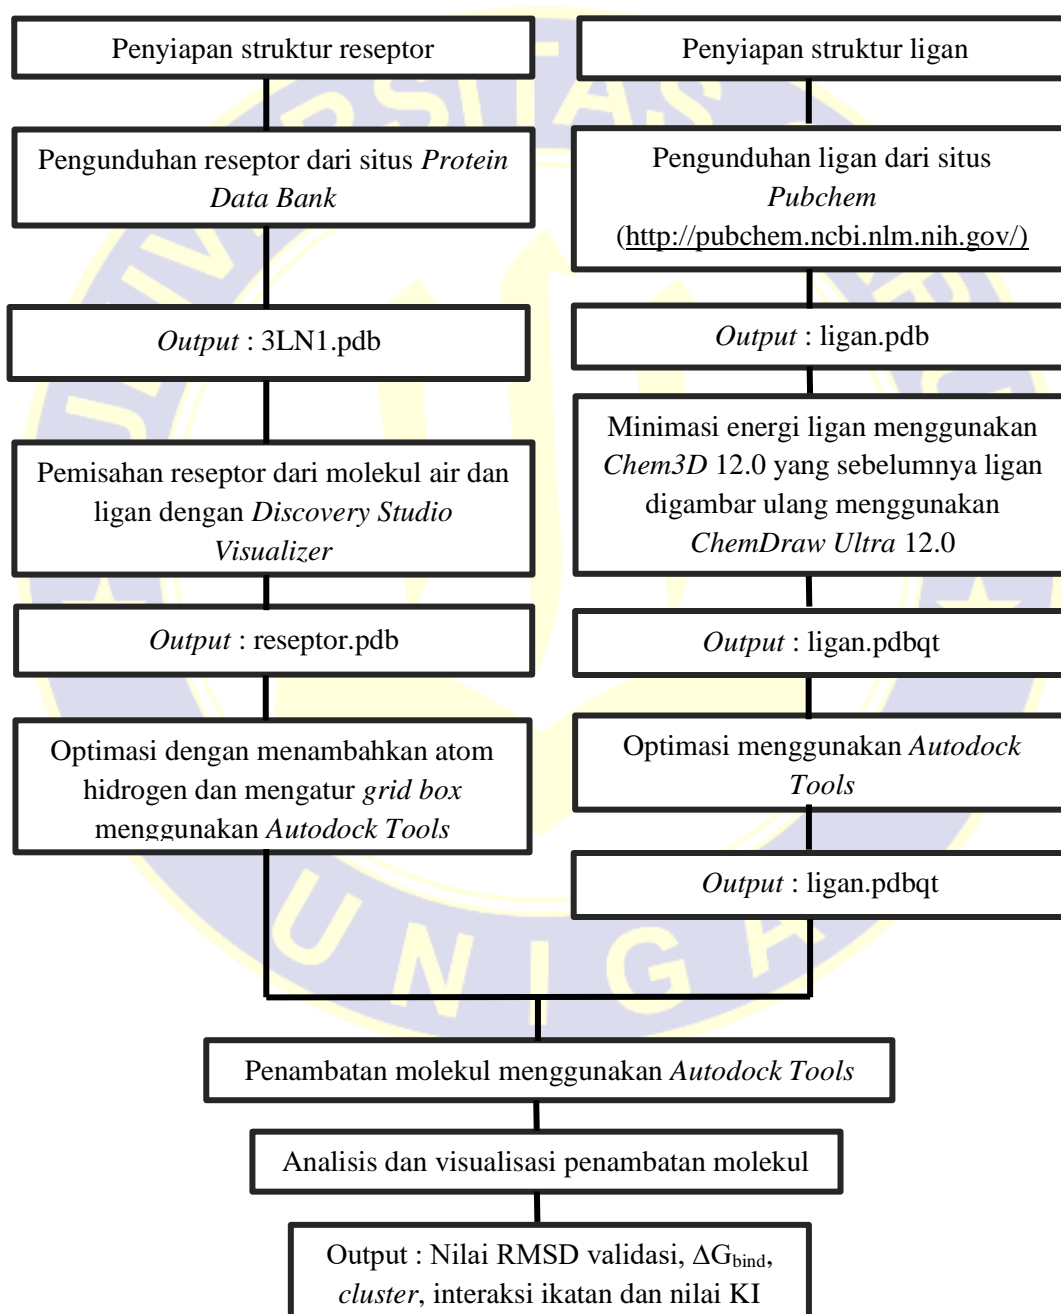 Penyiapan struktur reseptor
Pengunduhan reseptor dari situs Protein
Data Bank
Output : 3LN1.pdb
Pemisahan reseptor dari molekul air dan
ligan dengan Discovery Studio
Visualizer
Output : reseptor.pdb
Optimasi dengan menambahkan atom
hidrogen dan mengatur grid box
menggunakan Autodock Tools
Penyiapan struktur ligan
Pengunduhan ligan dari situs
Pubchem
(http://pubchem.ncbi.nlm.nih.gov/)
Output : ligan.pdb
Minimasi energi ligan menggunakan
Chem3D 12.0 yang sebelumnya ligan
digambar ulang menggunakan
ChemDraw Ultra 12.0
Output : ligan.pdbqt
Optimasi menggunakan Autodock
Tools
Output : ligan.pdbqt
Penambatan molekul menggunakan Autodock Tools
Analisis dan visualisasi penambatan molekul
Output : Nilai RMSD validasi, ΔGbind,
cluster, interaksi ikatan dan nilai KI
UNIGA